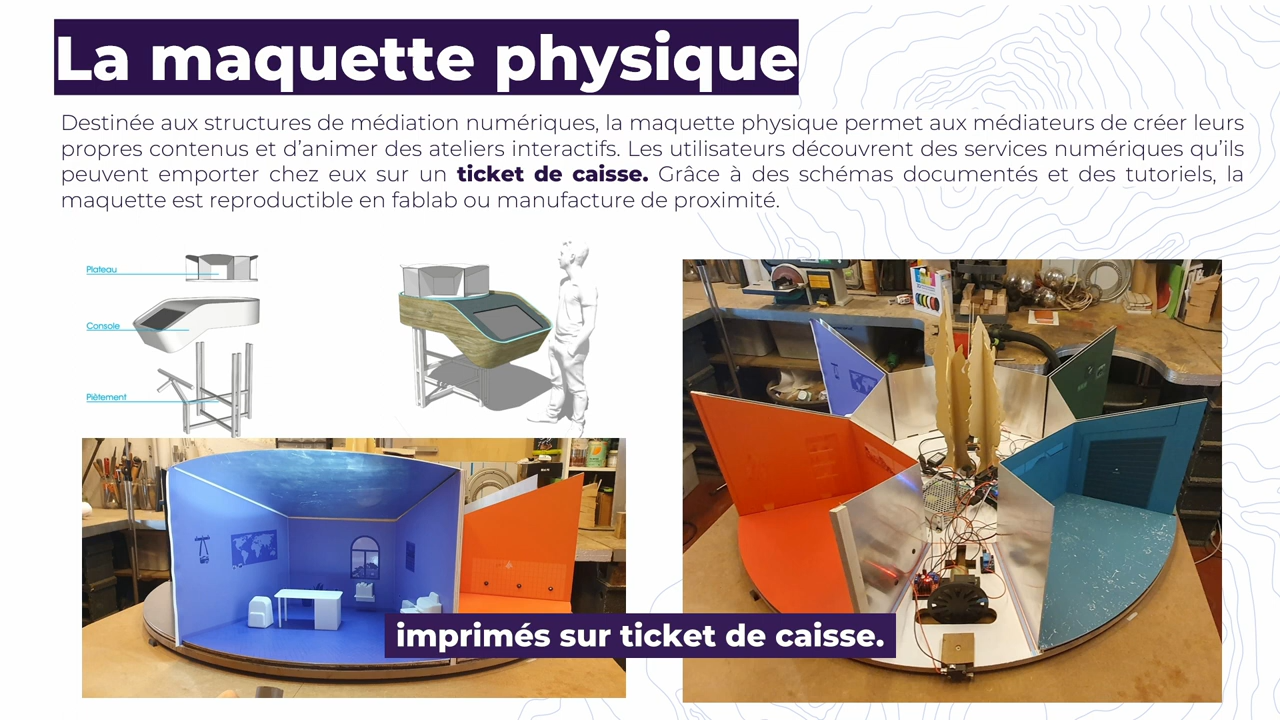 La maquette physique
Destinée aux structures de médiation numériques, la maquette physique permet aux médiateurs de créer leurs
propres contenus et d'animer des ateliers interactifs. Les utilisateurs découvrent des services numériques qu'ils
peuvent emporter chez eux sur un ticket de caisse. Grâce à des schémas documentés et des tutoriels, la
maquette est reproductible en fablab ou manufacture de proximité.
Plateau
Console
Piètement
imprimés sur ticket de caisse.